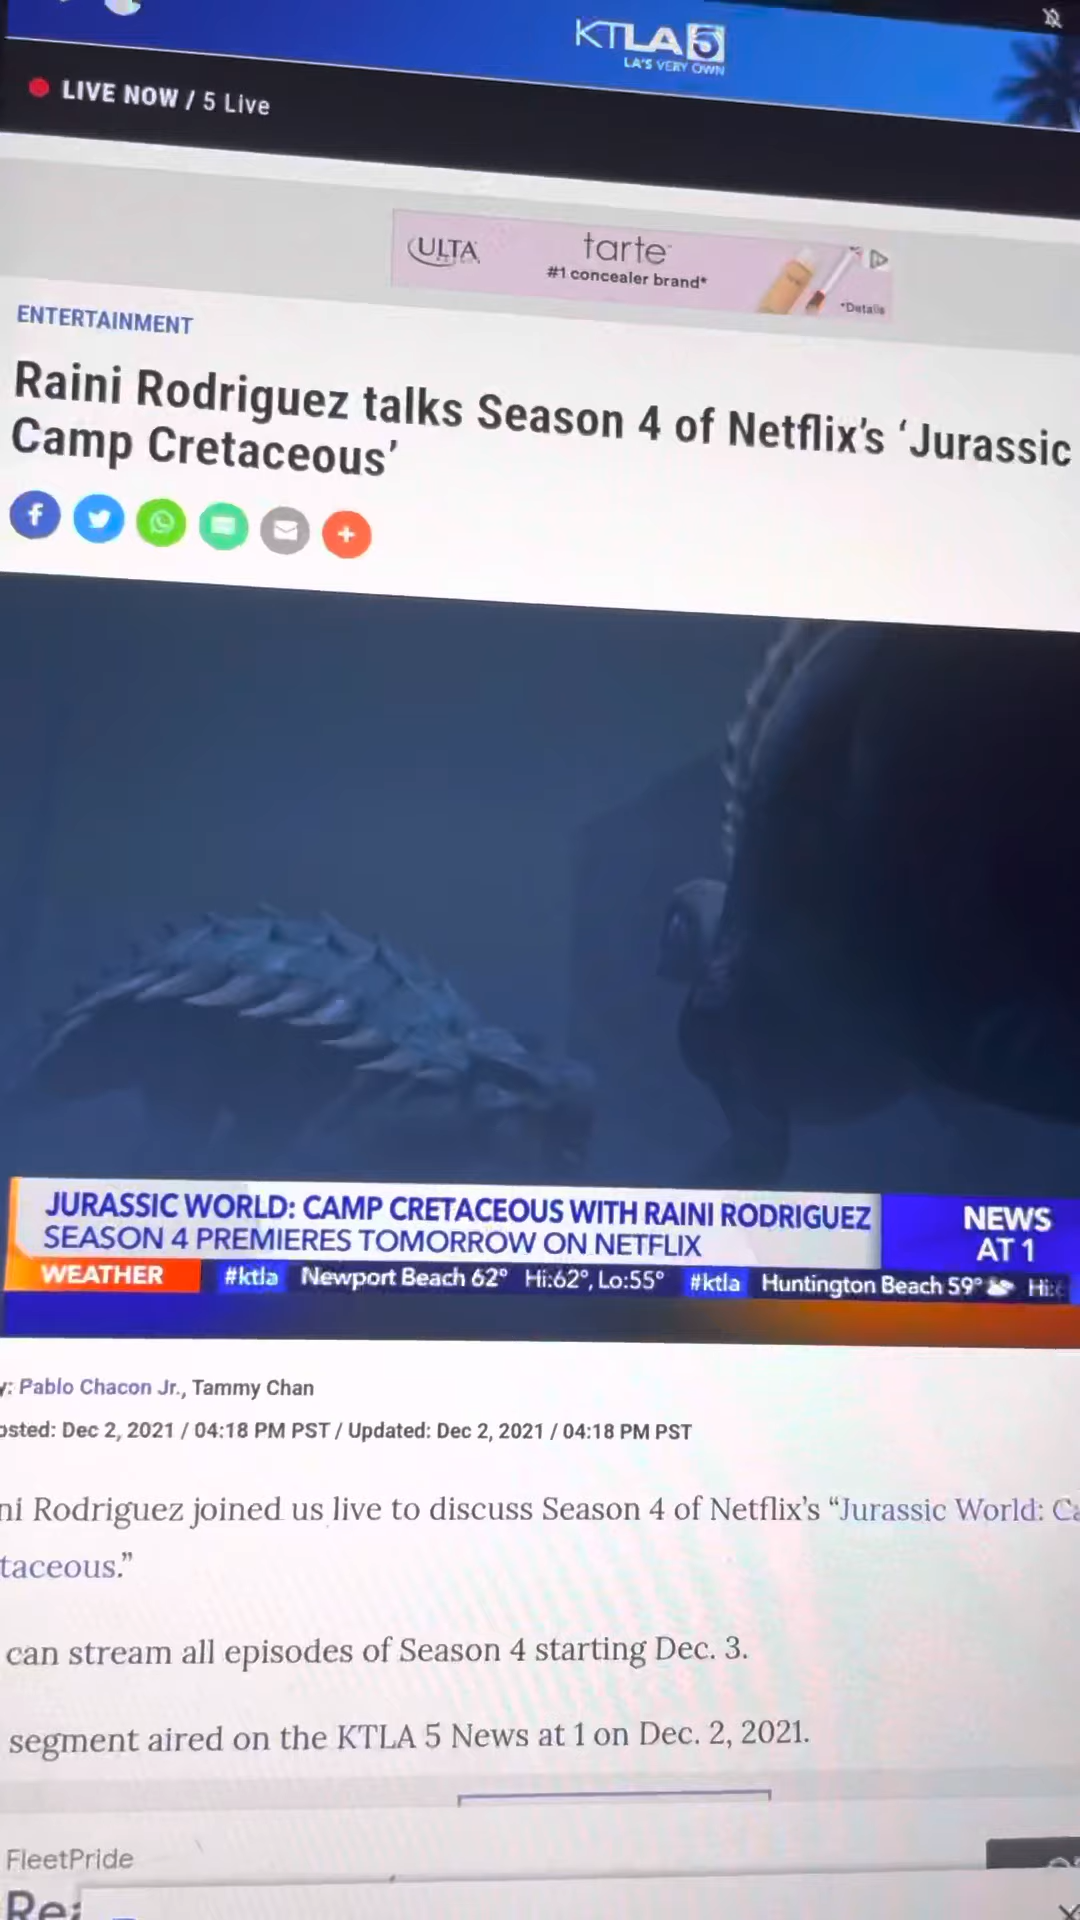 KTLA 5
LA'S VERY OWN
LIVE NOW / 5 Live
ULTA
tarte
#1 concealer brand*
*Details
ENTERTAINMENT
Raini Rodriguez talks Season 4 of Netflix's ‘Jurassic
Camp Cretaceous’
JURASSIC WORLD: CAMP CRETACEOUS WITH RAINI RODRIGUEZ
SEASON 4 PREMIERES TOMORROW ON NETFLIX
NEWS
AT 1
WEATHER #ktla Newport Beach 62° Hi:62°, Lo:55° #ktla Huntington Beach 59° Hi:
y: Pablo Chacon Jr., Tammy Chan
osted: Dec 2, 2021 / 04:18 PM PST / Updated: Dec 2, 2021 / 04:18 PM PST
ni Rodriguez joined us live to discuss Season 4 of Netflix's “Jurassic World: Ca
taceous.”
can stream all episodes of Season 4 starting Dec. 3.
segment aired on the KTLA 5 News at 1 on Dec. 2, 2021.
FleetPride